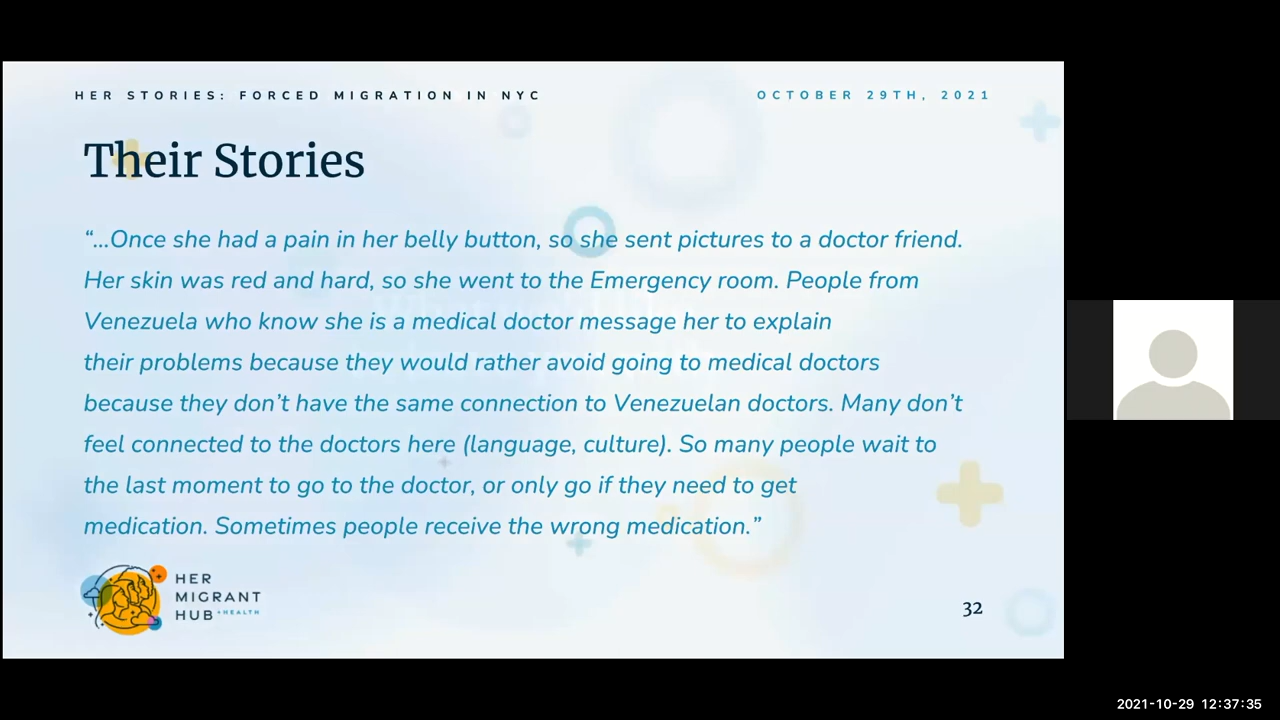 HER STORIES: FORCED MIGRATION IN NYC
OCTOBER 29TH, 2021
Their Stories
“...Once she had a pain in her belly button, so she sent pictures to a doctor friend.
Her skin was red and hard, so she went to the Emergency room. People from
Venezuela who know she is a medical doctor message her to explain
their problems because they would rather avoid going to medical doctors
because they don’t have the same connection to Venezuelan doctors. Many don’t
feel connected to the doctors here (language, culture). So many people wait to
the last moment to go to the doctor, or only go if they need to get
medication. Sometimes people receive the wrong medication.”
HER
MIGRANT
HUB +HEALTH
32
2021-10-29 12:37:35